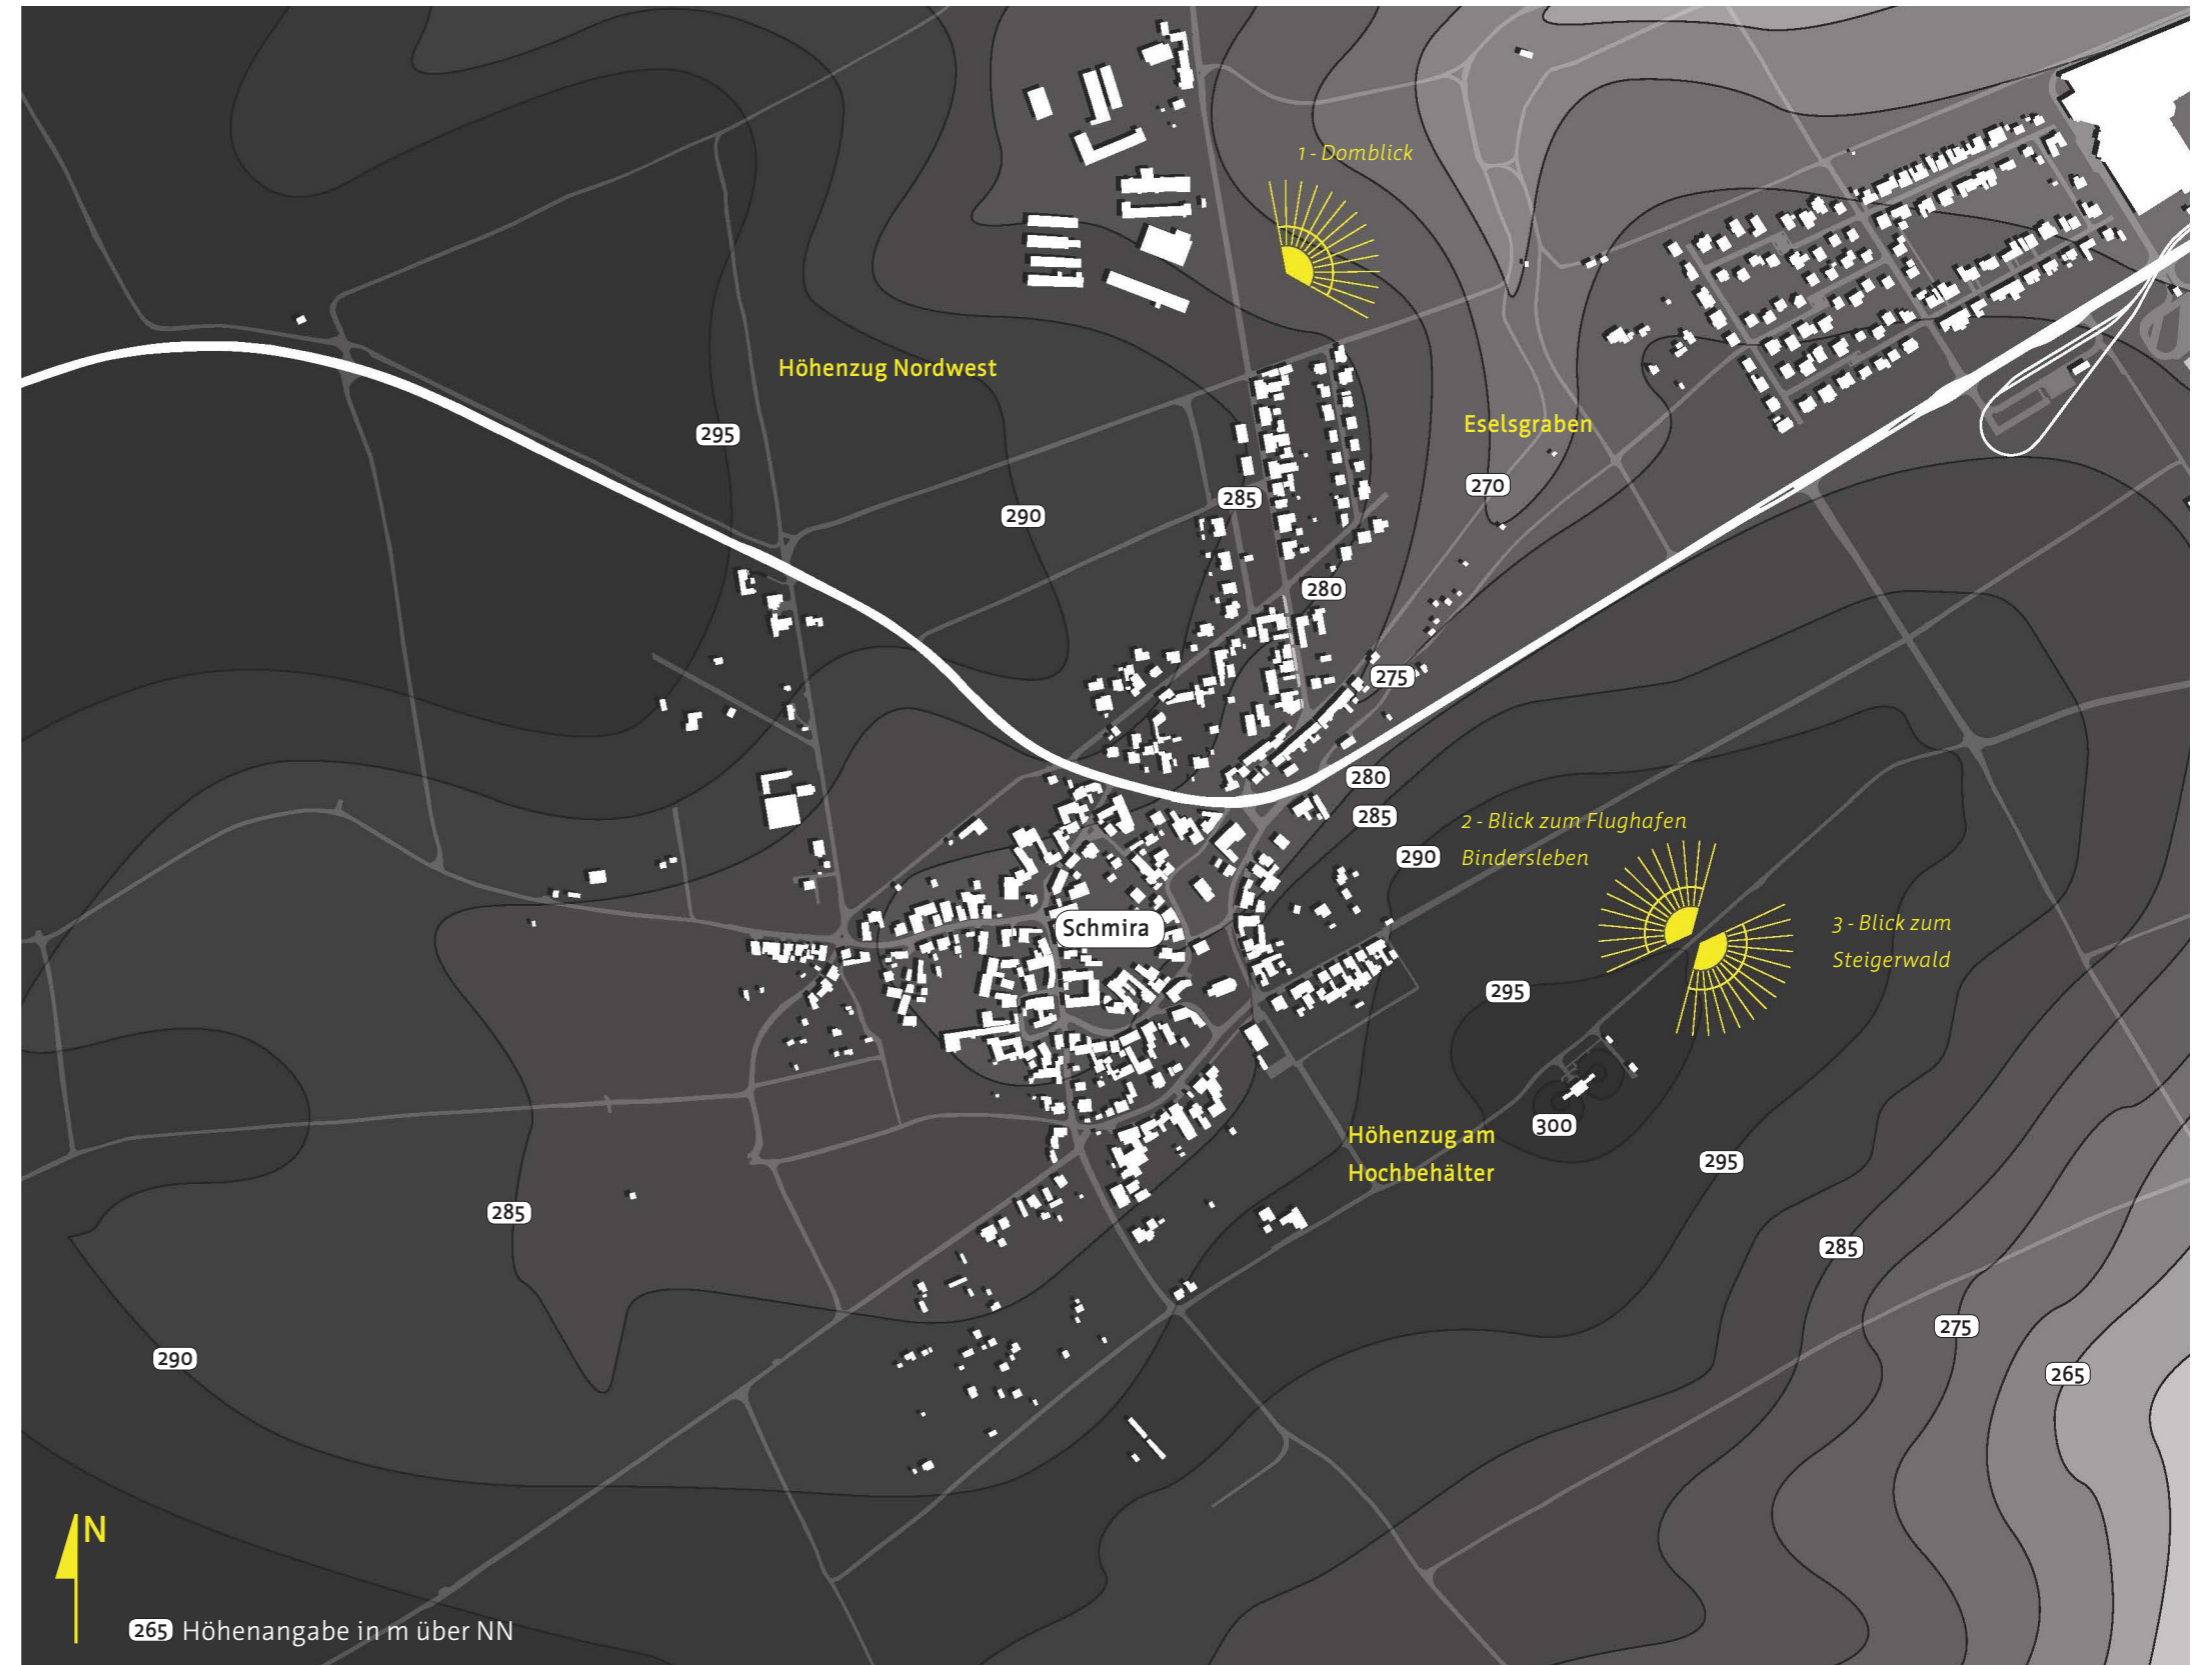 1 - Domblick
Höhenzug Nordwest
Eselsgraben
295
270
285
290
280
275
280
285
2 - Blick zum Flughafen
Bindersleben
290
3 - Blick zum
Steigerwald
Schmira
295
300
Höhenzug am
Hochbehälter
295
285
285
275
290
265
N
265 Höhenangabe in m über NN